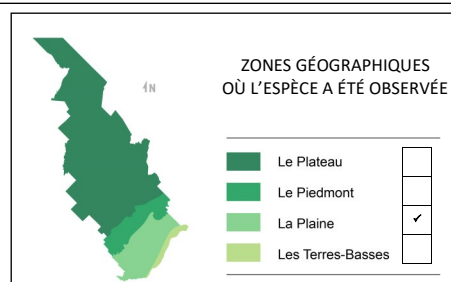 ZONES GÉOGRAPHIQUES
OÙ L'ESPÈCE A ÉTÉ OBSERVÉE
N
Le Plateau
Le Piedmont
La Plaine ✓
Les Terres-Basses